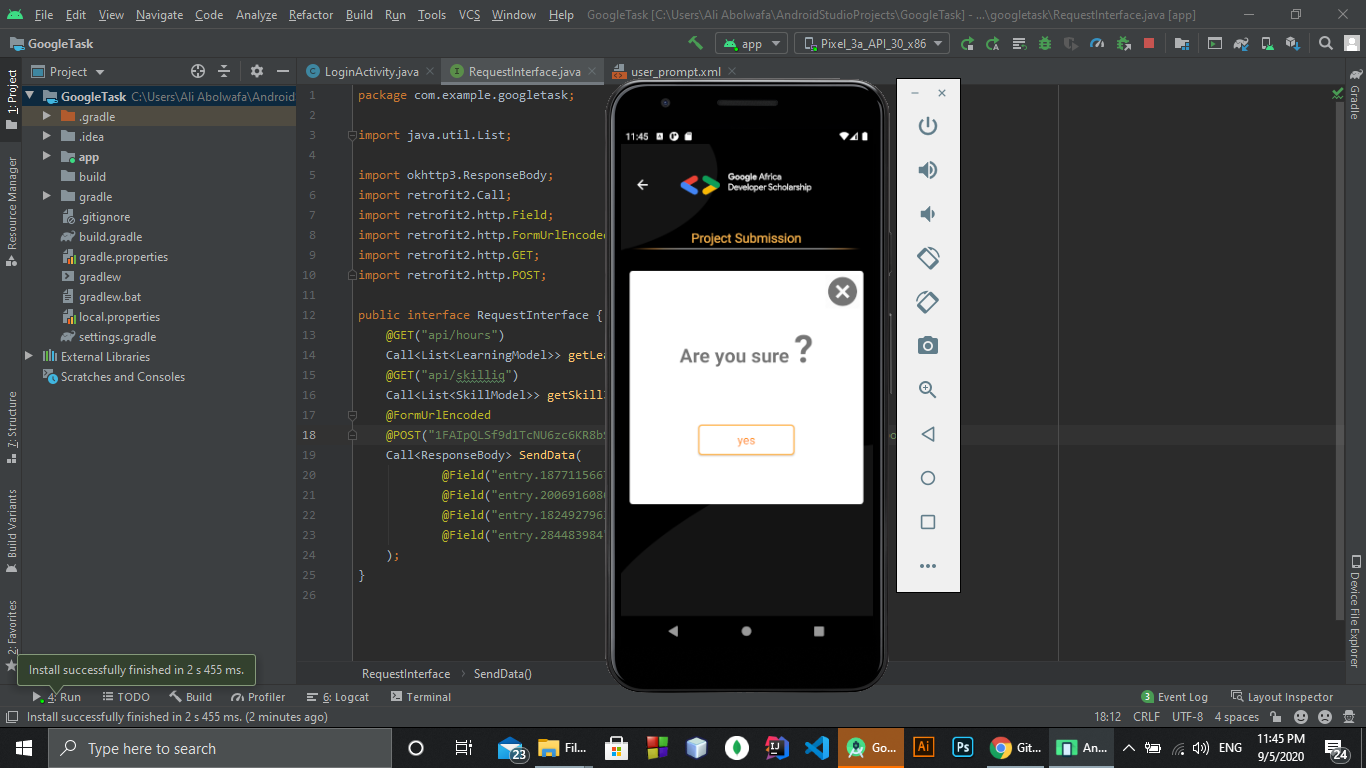 File Edit View Navigate Code Analyze Refactor Build Run Tools VCS Window Help GoogleTask [C:\Users\Ali Abolwafa\AndroidStudioProjects\GoogleTask] - ...\googletask\RequestInterface.java [app]
GoogleTask
app
Pixel_3a_API_30_x86
Project
LoginActivity.java
RequestInterface.java
user_prompt.xml
1: Project
Resource Manager
7: Structure
Build Variants
2: Favorites
GoogleTask C:\Users\Ali Abolwafa\Android
.gradle
.idea
app
build
gradle
.gitignore
build.gradle
gradle.properties
gradlew
gradlew.bat
local.properties
settings.gradle
External Libraries
Scratches and Consoles
1 package com.example.googletask;
2
3 import java.util.List;
4
5 import okhttp3.ResponseBody;
6 import retrofit2.Call;
7 import retrofit2.http.Field;
8 import retrofit2.http.FormUrlEncoded
9 import retrofit2.http.GET;
10 import retrofit2.http.POST;
11
12 public interface RequestInterface {
13 @GET("api/hours")
14 Call<List<LearningModel>> getLea
15 @GET("api/skilliq")
16 Call<List<SkillModel>> getSkill
17 @FormUrlEncoded
18 @POST("1FAIpQLSf9d1TcNU6zc6KR8b
19 Call<ResponseBody> SendData(
20 @Field("entry.187711566
21 @Field("entry.200691608
22 @Field("entry.182492796
23 @Field("entry.284483984
24 );
25 }
26
11:45
Google Africa
Developer Scholarship
Project Submission
Are you sure ?
yes
Gradle
Device File Explorer
RequestInterface SendData()
Install successfully finished in 2 s 455 ms.
4: Run TODO Build Profiler 6: Logcat Terminal
3 Event Log Layout Inspector
Install successfully finished in 2 s 455 ms. (2 minutes ago)
18:12 CRLF UTF-8 4 spaces
Type here to search
23
Fil...
IJ
Go...
Ai
Ps
Git...
An...
ENG
11:45 PM
9/5/2020
24